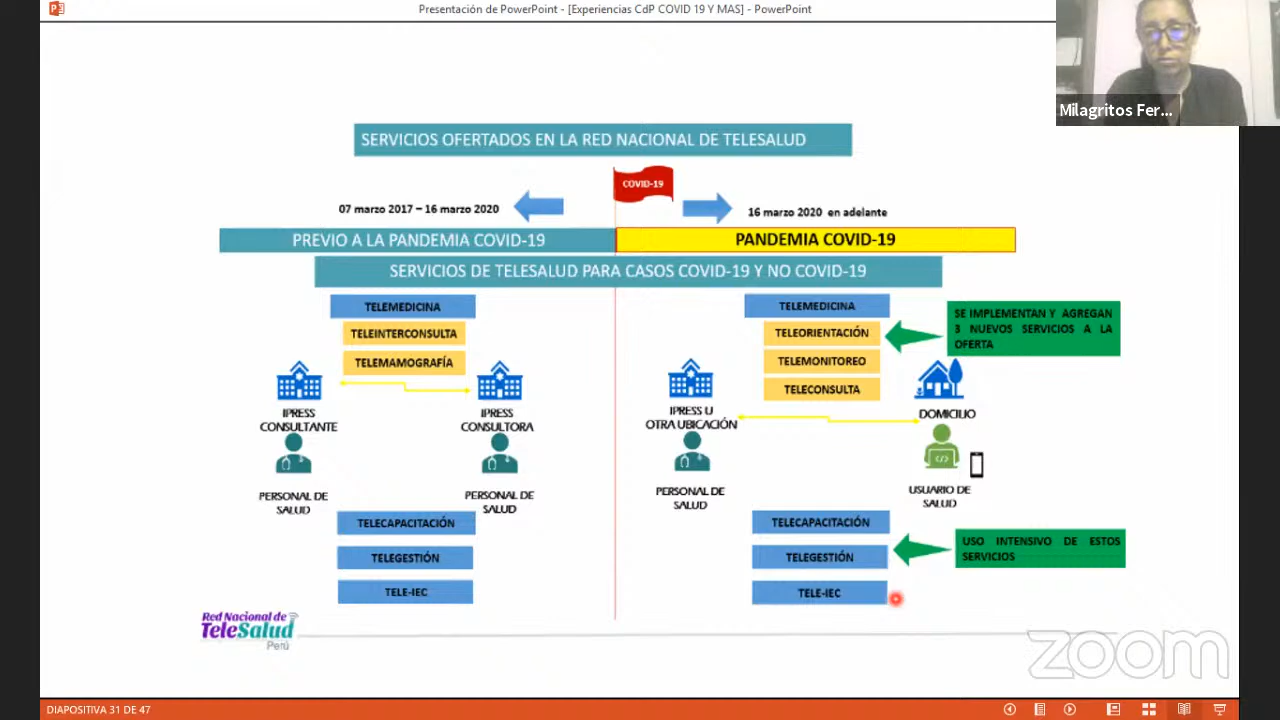 Presentación de PowerPoint - [Experiencias CdP COVID 19 Y MAS] - PowerPoint
Milagritos Fer...
SERVICIOS OFERTADOS EN LA RED NACIONAL DE TELESALUD
COVID-19
07 marzo 2017 – 16 marzo 2020
16 marzo 2020 en adelante
PREVIO A LA PANDEMIA COVID-19
PANDEMIA COVID-19
SERVICIOS DE TELESALUD PARA CASOS COVID-19 Y NO COVID-19
TELEMEDICINA
TELEINTERCONSULTA
TELEMAMOGRAFÍA
IPRESS
CONSULTANTE
IPRESS
CONSULTORA
PERSONAL DE
SALUD
PERSONAL DE
SALUD
TELECAPACITACIÓN
TELEGESTIÓN
TELE-IEC
TELEMEDICINA
TELEORIENTACIÓN
TELEMONITOREO
TELECONSULTA
SE IMPLEMENTAN Y AGREGAN
3 NUEVOS SERVICIOS A LA
OFERTA
IPRESS U
OTRA UBICACIÓN
DOMICILIO
PERSONAL DE
SALUD
USUARIO DE
SALUD
TELECAPACITACIÓN
TELEGESTIÓN
TELE-IEC
USO INTENSIVO DE ESTOS
SERVICIOS
Red Nacional de
TeleSalud
Perú
zoom
DIAPOSITIVA 31 DE 47